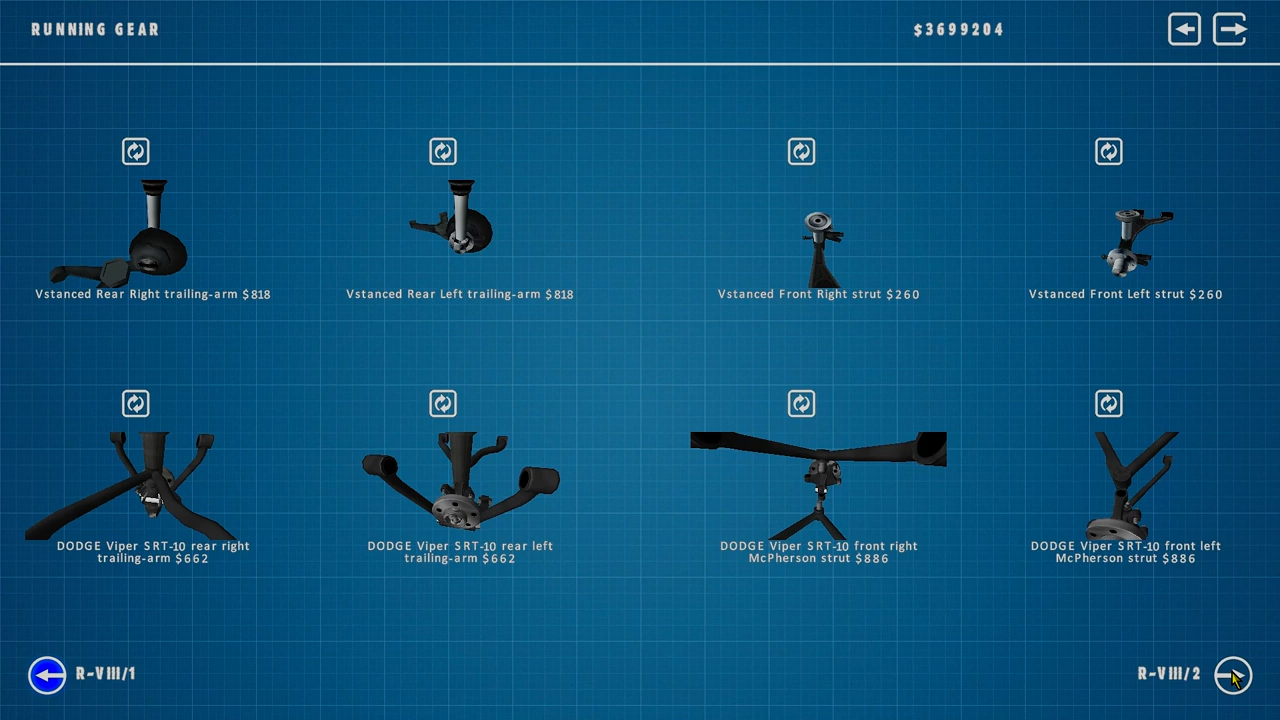 RUNNING GEAR
$3699204
Vstanced Rear Right trailing-arm $818
Vstanced Rear Left trailing-arm $818
Vstanced Front Right strut $260
Vstanced Front Left strut $260
DODGE Viper SRT-10 rear right
trailing-arm $662
DODGE Viper SRT-10 rear left
trailing-arm $662
DODGE Viper SRT-10 front right
McPherson strut $886
DODGE Viper SRT-10 front left
McPherson strut $886
R-VIII/1
R-VIII/2